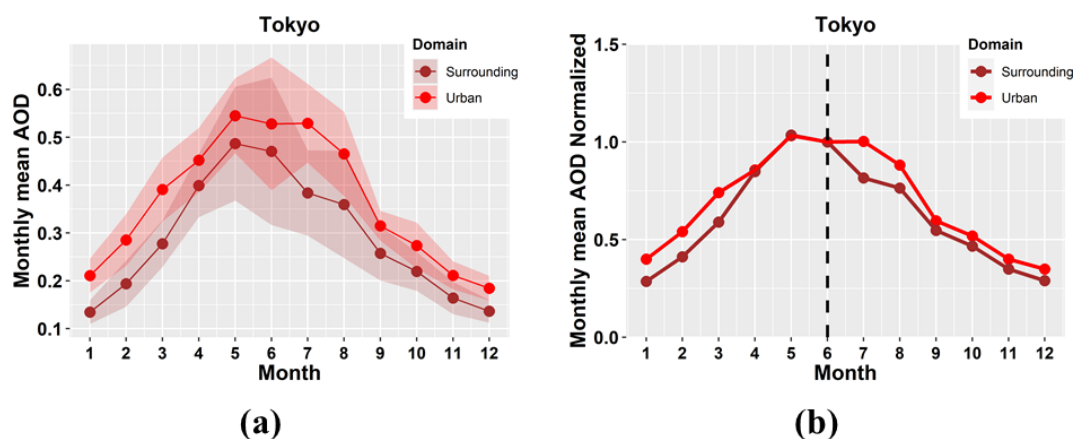 Tokyo
Domain
Surrounding
Urban
Monthly mean AOD
0.6
0.5
0.4
0.3
0.2
0.1
1 2 3 4 5 6 7 8 9 10 11 12
Month
(a)
Tokyo
Domain
Surrounding
Urban
Monthly mean AOD Normalized
1.5
1.0
0.5
0.0
1 2 3 4 5 6 7 8 9 10 11 12
Month
(b)